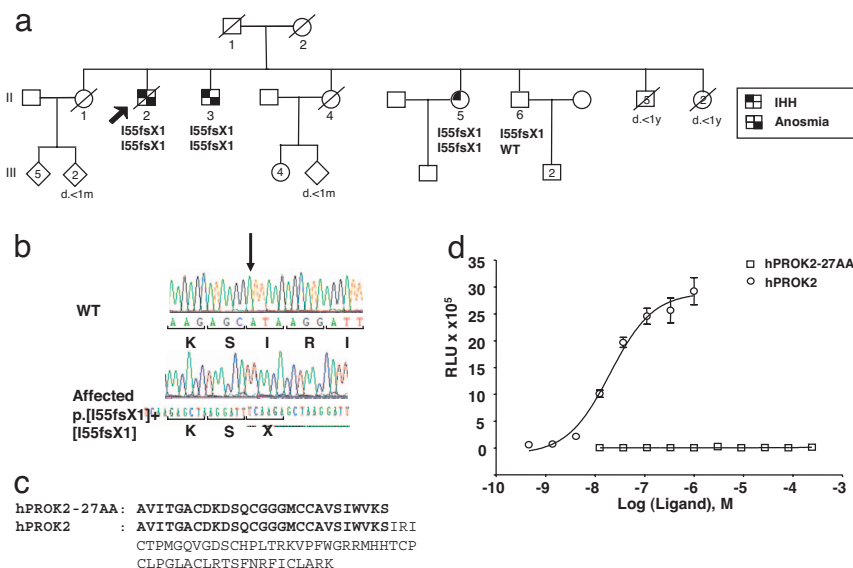 a
1
2
II
1
2
3
4
5
6
5
2
I55fsX1
I55fsX1
I55fsX1
I55fsX1
I55fsX1
I55fsX1
I55fsX1
WT
d.<1y
d.<1y
IHH
Anosmia
III
5
2
4
2
d.<1m
d.<1m
b
WT
A A G A G C A T A A G G A T T
K S I R I
Affected
p.[I55fsX1]+
[I55fsX1]
K S X
c
hPROK2-27AA: AVITGACDKDSQCGGGMCCAVSIWVKS
hPROK2 : AVITGACDKDSQCGGGMCCAVSIWVKSIRI
CTPMGQVGDSCHPLTRKVPFWGRRMHHTCP
CLPGLACLRTSFNRFICLARK
d
hPROK2-27AA
hPROK2
RLU x x10⁵
35
30
25
20
15
10
5
0
-10 -9 -8 -7 -6 -5 -4 -3
Log (Ligand), M